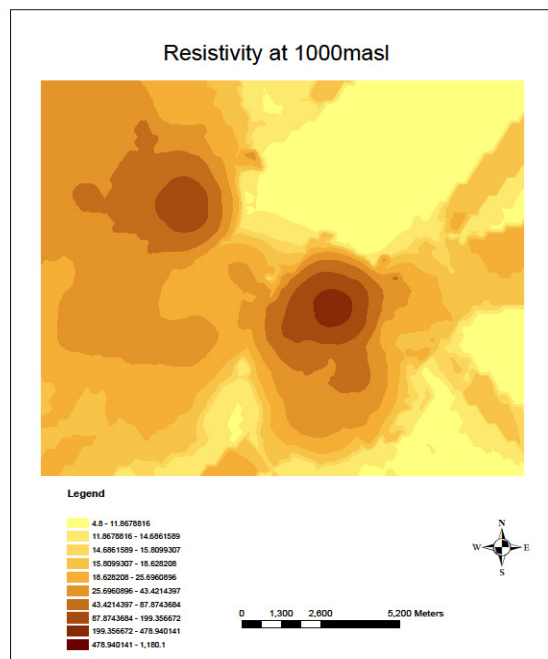 Resistivity at 1000masl
Legend
4.8 - 11.8678816
11.8678816 - 14.6861589
14.6861589 - 15.8099307
15.8099307 - 18.628208
18.628208 - 25.6960896
25.6960896 - 43.4214397
43.4214397 - 87.8743684
87.8743684 - 199.356672
199.356672 - 478.940141
478.940141 - 1,180.1
N
W E
S
0 1,300 2,600 5,200 Meters